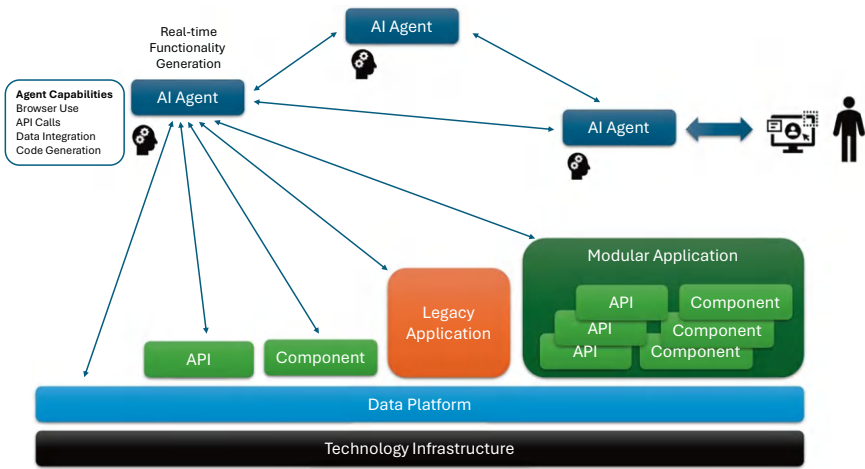 Real-time
Functionality
Generation
AI Agent
AI Agent
Agent Capabilities
Browser Use
API Calls
Data Integration
Code Generation
AI Agent
Modular Application
API
Component
API
Component
API
Component
Legacy
Application
API
Component
Data Platform
Technology Infrastructure